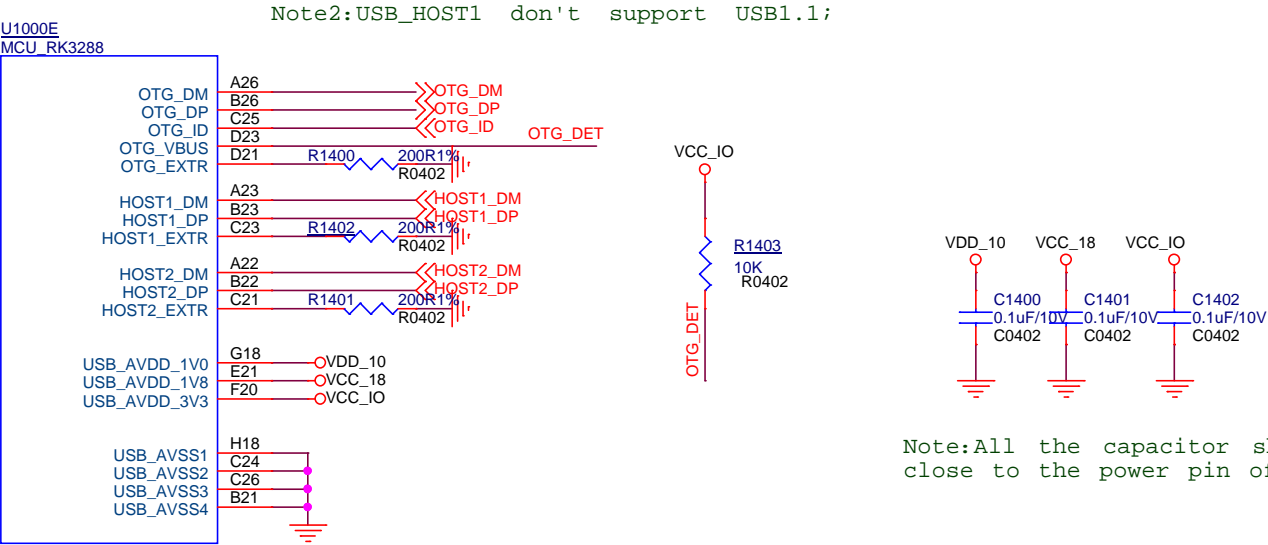 Note2:USB_HOST1 don't support USB1.1;
U1000E
MCU_RK3288
OTG_DM A26 OTG_DM
OTG_DP B26 OTG_DP
OTG_ID C25 OTG_ID
OTG_VBUS D23 OTG_DET
OTG_EXTR D21 R1400 200R1%
R0402
HOST1_DM A23 HOST1_DM
HOST1_DP B23 HOST1_DP
HOST1_EXTR C23 R1402 200R1%
R0402
HOST2_DM A22 HOST2_DM
HOST2_DP B22 HOST2_DP
HOST2_EXTR C21 R1401 200R1%
R0402
USB_AVDD_1V0 G18 VDD_10
USB_AVDD_1V8 E21 VCC_18
USB_AVDD_3V3 F20 VCC_IO
USB_AVSS1 H18
USB_AVSS2 C24
USB_AVSS3 C26
USB_AVSS4 B21
VCC_IO
R1403
10K
R0402
OTG_DET
VDD_10 VCC_18 VCC_IO
C1400 C1401 C1402
0.1uF/10V 0.1uF/10V 0.1uF/10V
C0402 C0402 C0402
Note:All the capacitor
close to the power pin